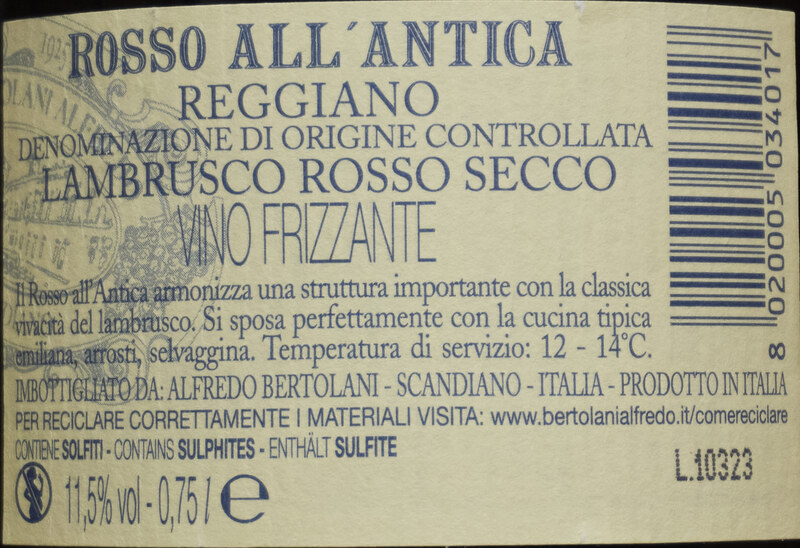 ROSSO ALL´ANTICA
REGGIANO
DENOMINAZIONE DI ORIGINE CONTROLLATA
LAMBRUSCO ROSSO SECCO
VINO FRIZZANTE
Il Rosso all'Antica armonizza una struttura importante con la classica
vivacità del lambrusco. Si sposa perfettamente con la cucina tipica
emiliana, arrosti, selvaggina. Temperatura di servizio: 12 - 14°C.
IMBOTTIGLIATO DA: ALFREDO BERTOLANI - SCANDIANO - ITALIA - PRODOTTO IN ITALIA
PER RECICLARE CORRETTAMENTE I MATERIALI VISITA: www.bertolanialfredo.it/comereciclare
CONTIENE SOLFITI - CONTAINS SULPHITES - ENTHÄLT SULFITE
11,5% vol - 0,75 l e
L.10323
8 020005 034017
1925